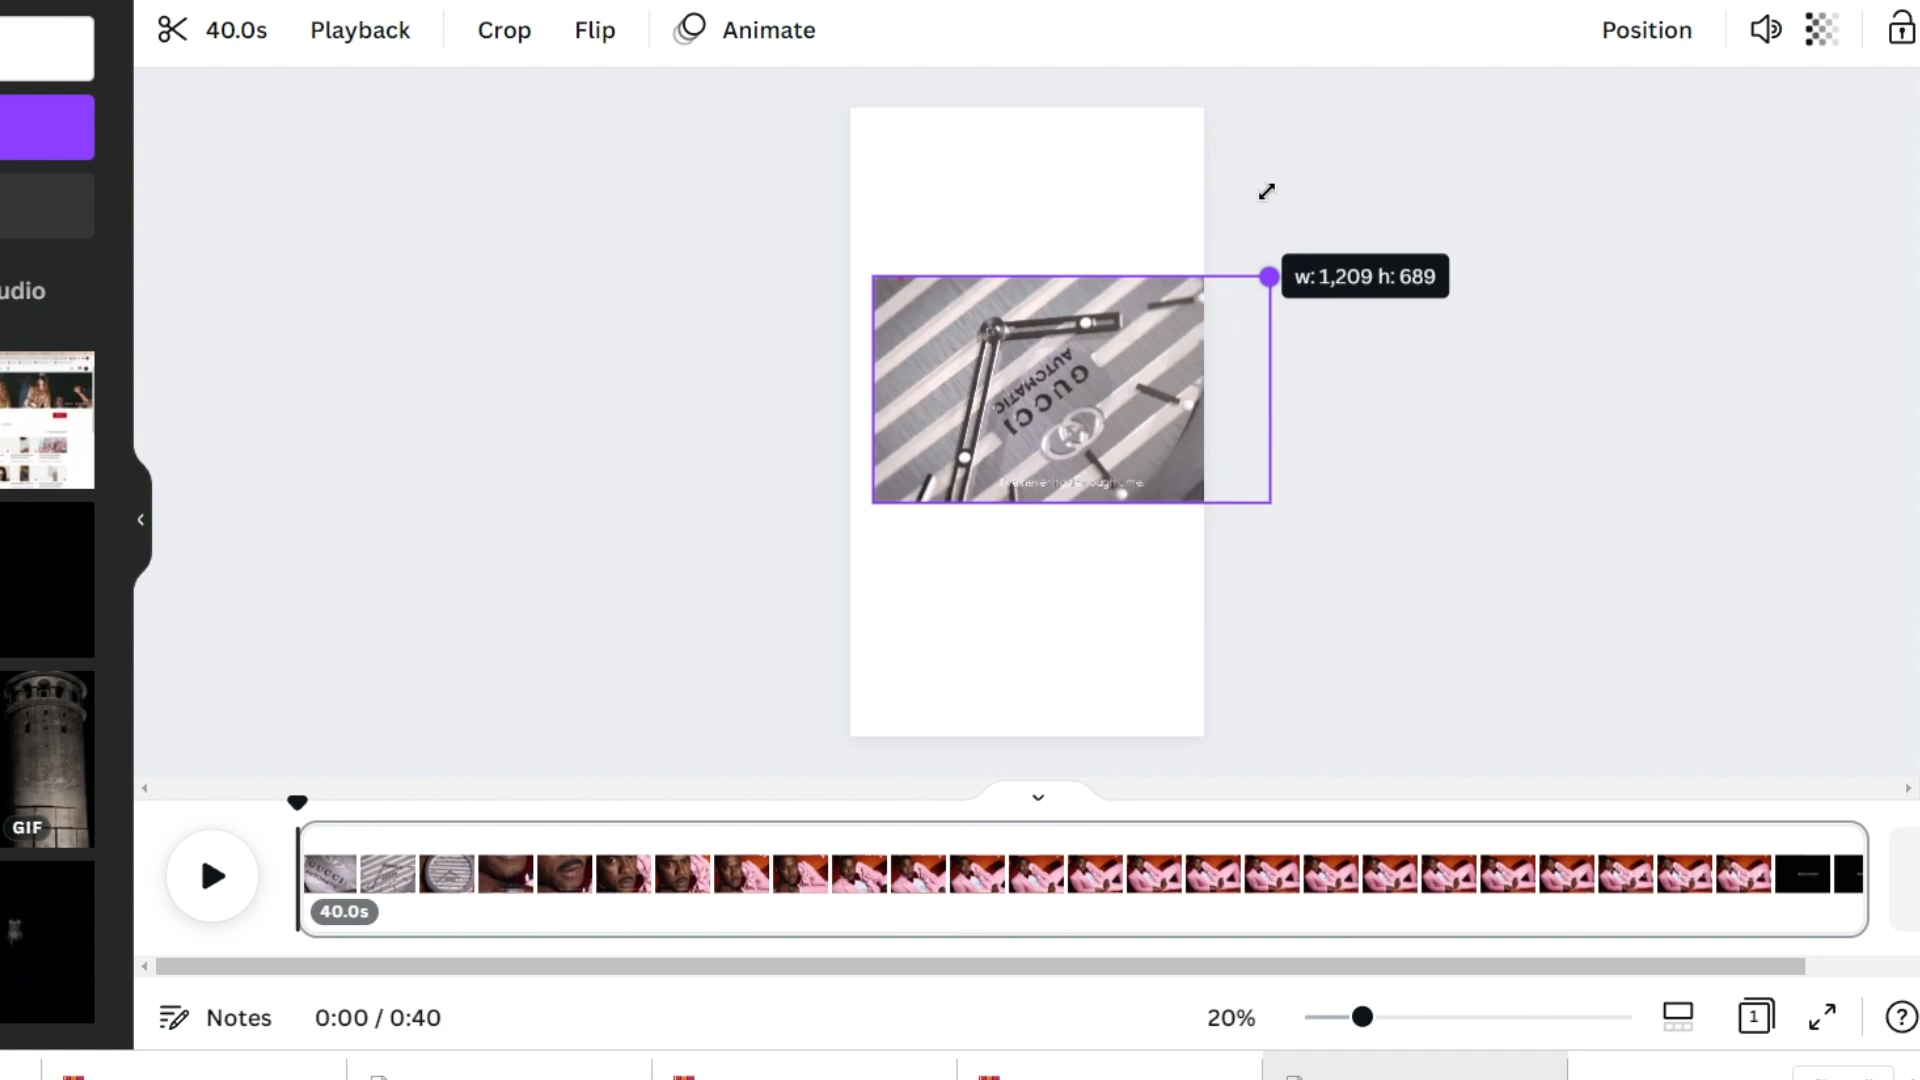 40.0s Playback Crop Flip Animate Position
udio
w: 1,209 h: 689
AUTOMATIC
GUCCI
GIF
GUCCI
40.0s
Notes 0:00 / 0:40 20% 1 ?